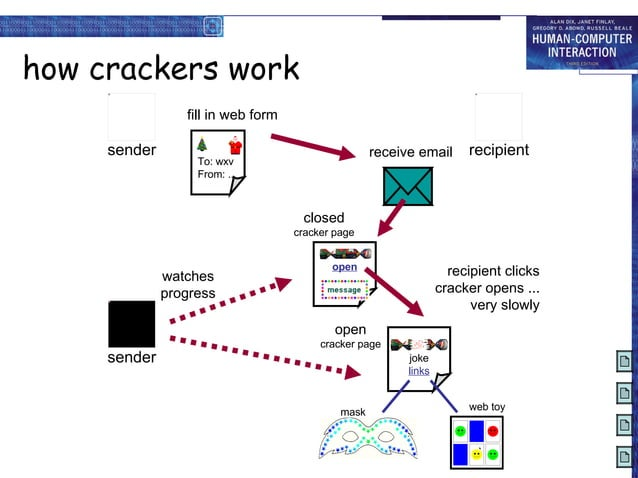 ALAN DIX, JANET FINLAY,
GREGORY D. ABOWD, RUSSELL BEALE
HUMAN-COMPUTER
INTERACTION
THIRD EDITION
how crackers work
fill in web form
sender
To: wxv
From: ..
receive email
recipient
closed
cracker page
open
message
watches
progress
recipient clicks
cracker opens ...
very slowly
sender
open
cracker page
joke
links
mask
web toy